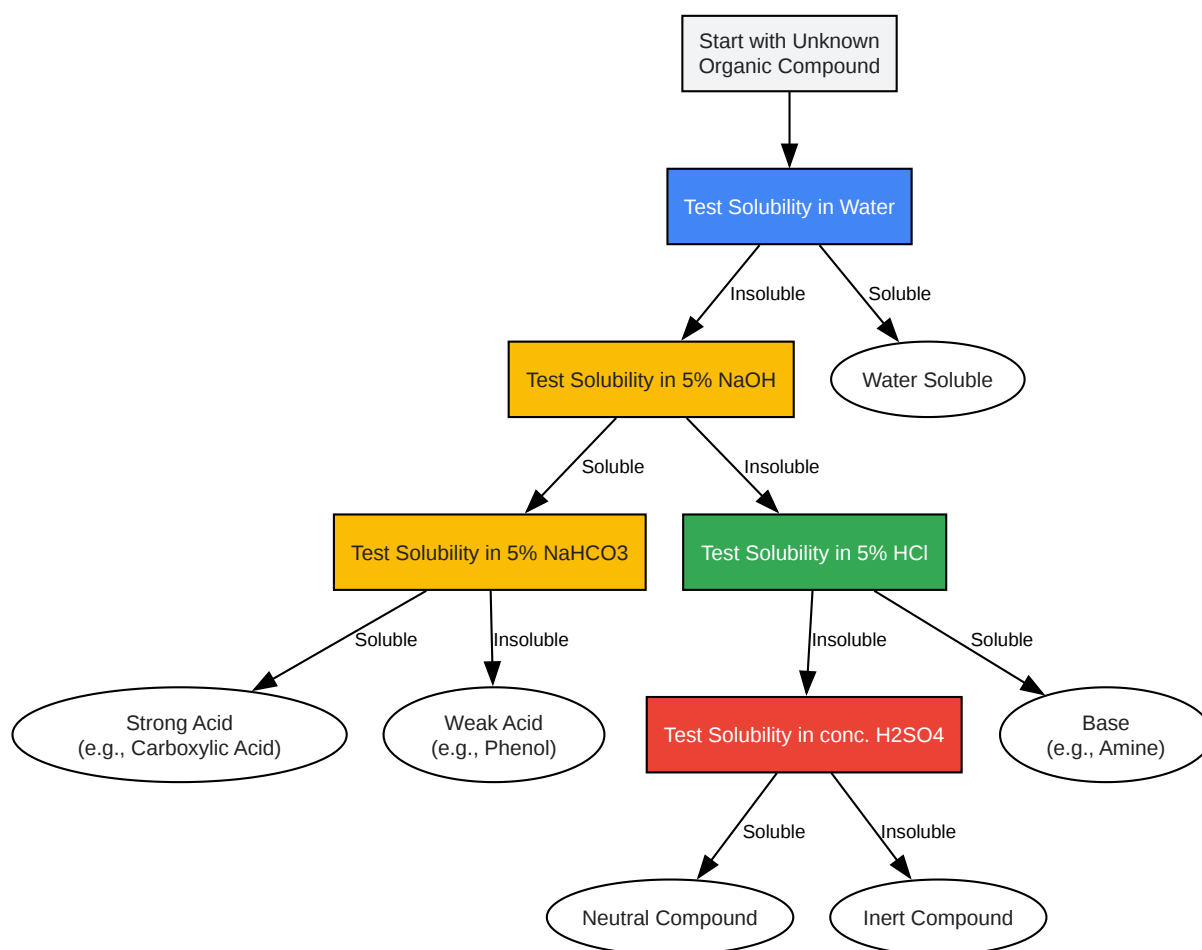 Start with Unknown
Organic Compound
Test Solubility in Water
Insoluble
Soluble
Test Solubility in 5% NaOH
Water Soluble
Soluble
Insoluble
Test Solubility in 5% NaHCO3
Test Solubility in 5% HCl
Soluble
Insoluble
Insoluble
Soluble
Strong Acid
(e.g., Carboxylic Acid)
Weak Acid
(e.g., Phenol)
Test Solubility in conc. H2SO4
Base
(e.g., Amine)
Soluble
Insoluble
Neutral Compound
Inert Compound